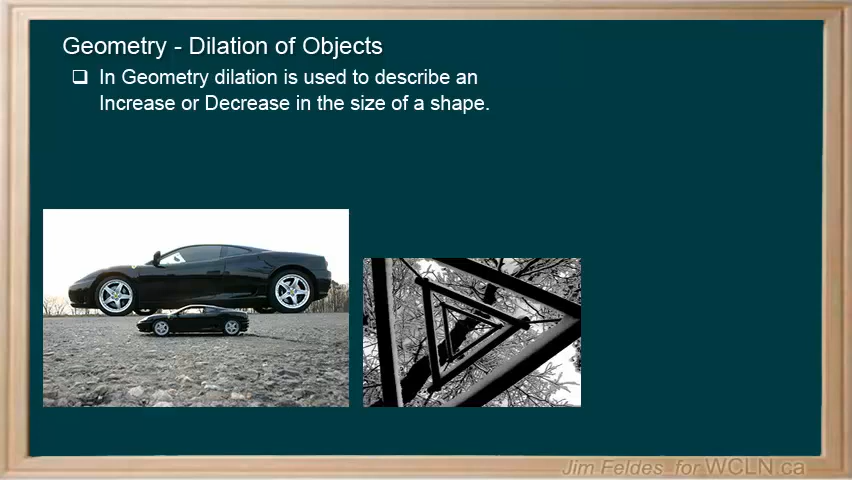 Geometry - Dilation of Objects
In Geometry dilation is used to describe an
Increase or Decrease in the size of a shape.
Jim Feldes for WCLN.ca